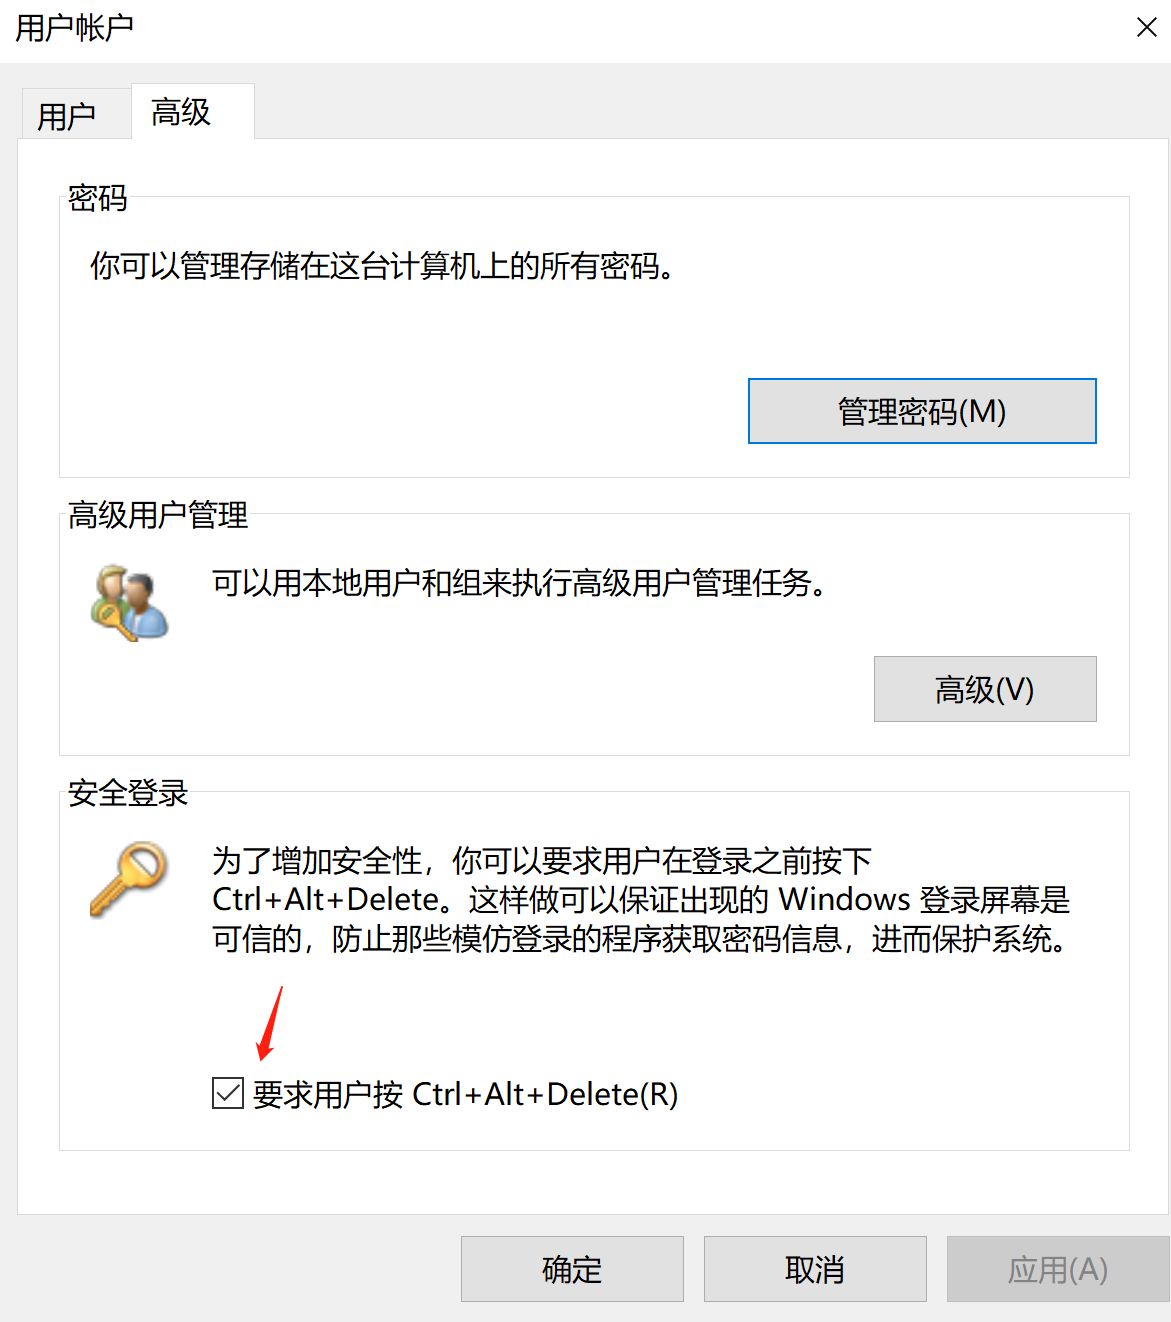 用户帐户
用户
高级
密码
你可以管理存储在这台计算机上的所有密码。
管理密码(M)
高级用户管理
可以用本地用户和组来执行高级用户管理任务。
高级(V)
安全登录
为了增加安全性，你可以要求用户在登录之前按下
Ctrl+Alt+Delete。这样做可以保证出现的 Windows 登录屏幕是
可信的，防止那些模仿登录的程序获取密码信息，进而保护系统。
要求用户按 Ctrl+Alt+Delete(R)
确定
取消
应用(A)